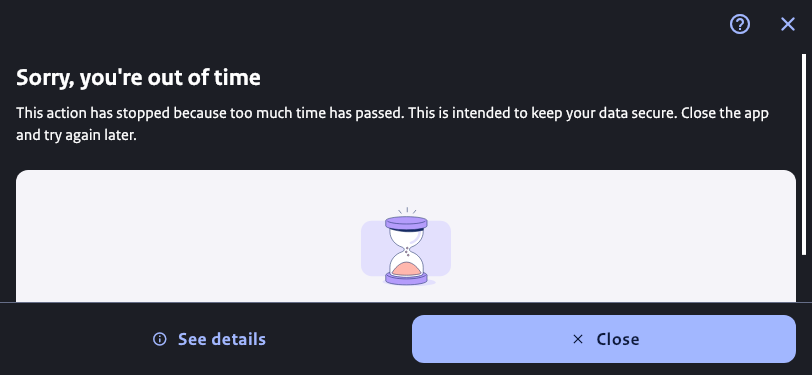 Sorry, you're out of time
This action has stopped because too much time has passed. This is intended to keep your data secure. Close the app
and try again later.
See details
Close